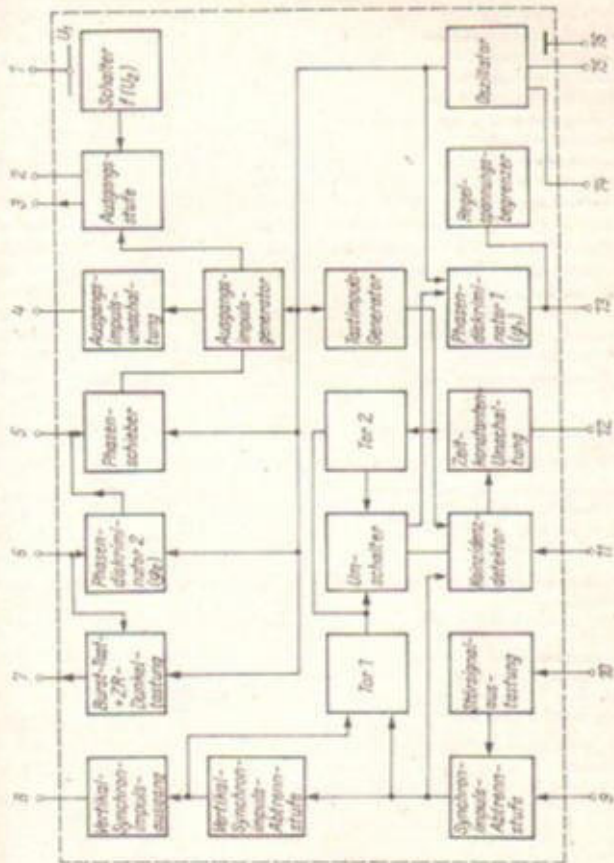 U₁
1
2
3
4
5
6
7
8
Schalter
f(U₂)
Ausgangs-
stufe
Ausgangs-
impuls-
umschal-
tung
Phasen-
schieber
Phasen-
diskrimi-
nator 2
(φ₂)
Burst-Tast-
+ZR-
Dunkel-
tastung
Vertikal-
Synchron-
impuls-
ausgang
Vertikal-
Synchron-
impuls-
Abtrenn-
stufe
Ausgangs-
impuls-
generator
Tastimpuls-
Generator
Tor 2
Um-
schalter
Tor 1
Oszillator
Regel-
spannungs-
begrenzer
Phasen-
diskrimi-
nator 1
(φ₁)
Zeit-
konstanten-
Umschal-
tung
Koinzidenz-
detektor
Störsignal-
aus-
tastung
Synchron-
impuls-
Abtrenn-
stufe
16
15
14
13
12
11
10
9